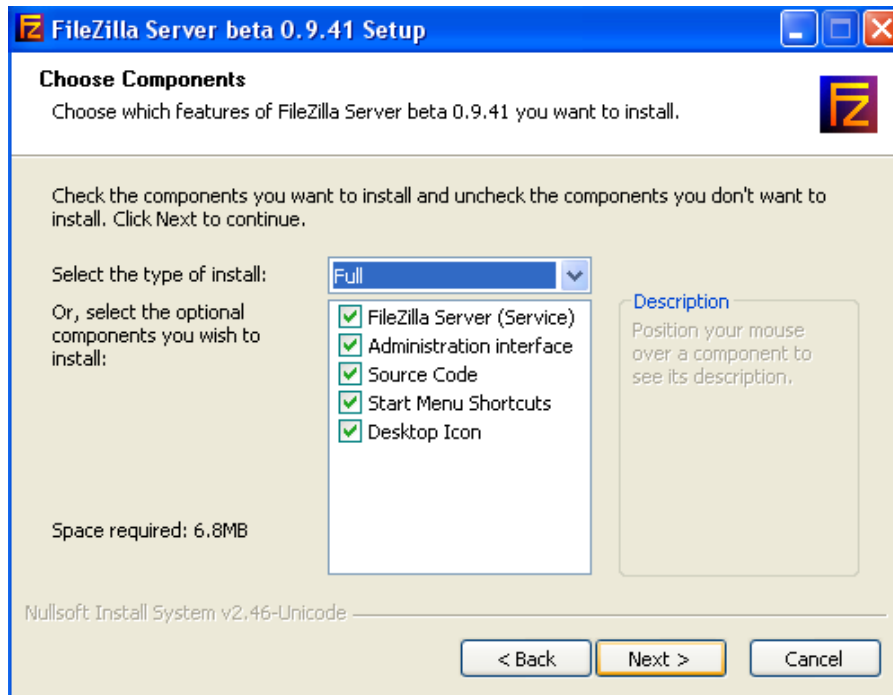 FileZilla Server beta 0.9.41 Setup
Choose Components
Choose which features of FileZilla Server beta 0.9.41 you want to install.
FZ
Check the components you want to install and uncheck the components you don't want to
install. Click Next to continue.
Select the type of install:
Full
Or, select the optional
components you wish to
install:
FileZilla Server (Service)
Administration interface
Source Code
Start Menu Shortcuts
Desktop Icon
Description
Position your mouse
over a component to
see its description.
Space required: 6.8MB
Nullsoft Install System v2.46-Unicode
< Back
Next >
Cancel